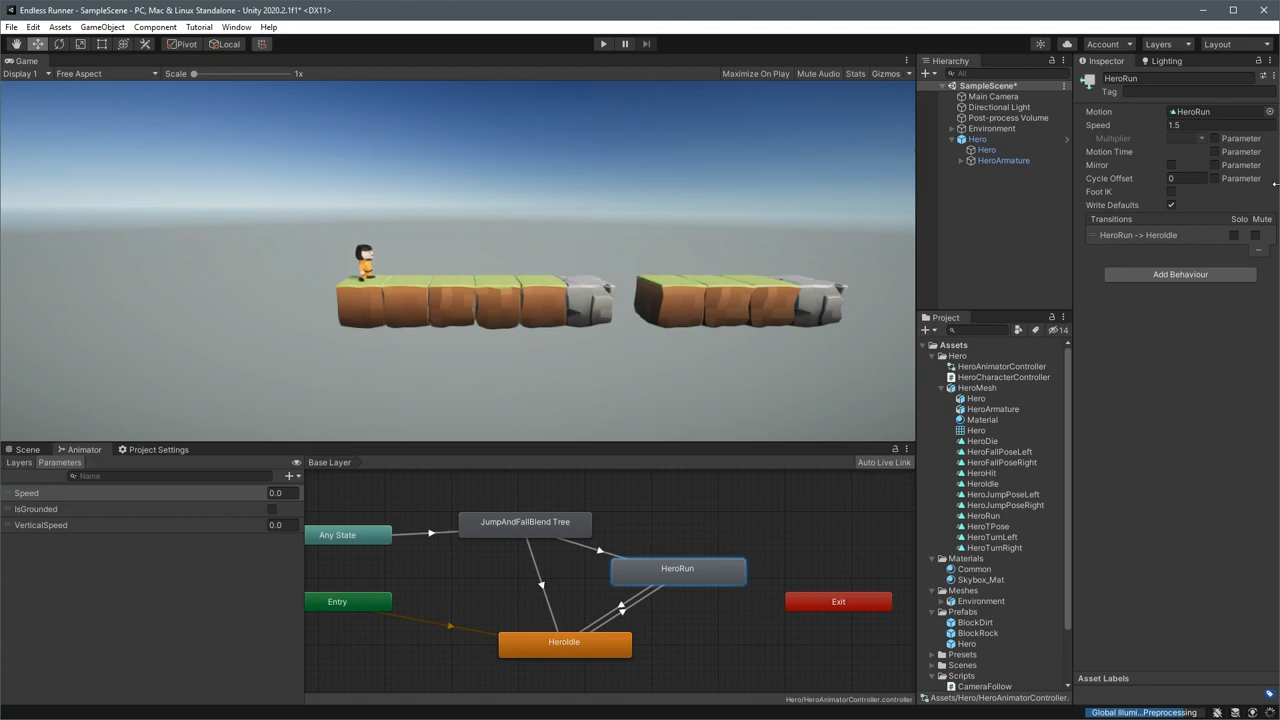 Endless Runner - SampleScene - PC, Mac & Linux Standalone - Unity 2020.2.1f1* <DX11>
File Edit Assets GameObject Component Tutorial Window Help
Pivot Local Account Layers Layout
Game
Display 1 Free Aspect Scale 1x Maximize On Play Mute Audio Stats Gizmos
Hierarchy
All
SampleScene*
Main Camera
Directional Light
Post-process Volume
Environment
Hero
Hero
HeroArmature
Inspector Lighting
HeroRun
Tag
Motion HeroRun
Speed 1.5
Multiplier Parameter
Motion Time Parameter
Mirror Parameter
Cycle Offset 0 Parameter
Foot IK
Write Defaults
Transitions Solo Mute
HeroRun -> HeroIdle
Add Behaviour
Project
14
Assets
Hero
HeroAnimatorController
HeroCharacterController
HeroMesh
Hero
HeroArmature
Material
Hero
HeroDie
HeroFallPoseLeft
HeroFallPoseRight
HeroHit
HeroIdle
HeroJumpPoseLeft
HeroJumpPoseRight
HeroRun
HeroTPose
HeroTurnLeft
HeroTurnRight
Materials
Common
Skybox_Mat
Meshes
Environment
Prefabs
BlockDirt
BlockRock
Hero
Presets
Scenes
Scripts
CameraFollow
Assets/Hero/HeroAnimatorController.
Scene Animator Project Settings
Layers Parameters Base Layer Auto Live Link
Name
Speed 0.0
IsGrounded
VerticalSpeed 0.0
Any State
JumpAndFallBlend Tree
HeroRun
Entry
Exit
HeroIdle
Hero/HeroAnimatorController.controller
Asset Labels
Global Illumi...Preprocessing